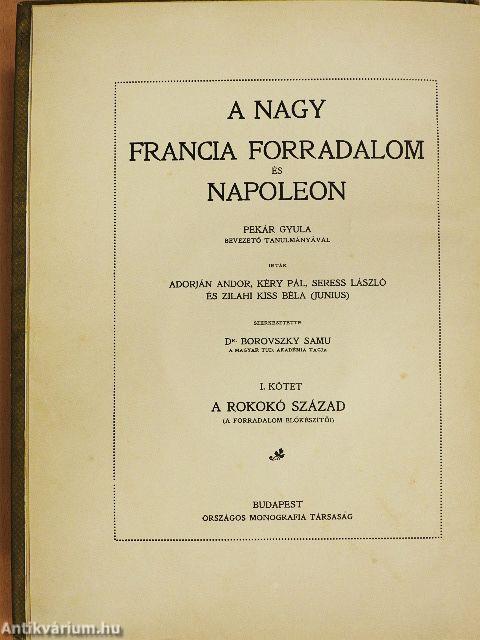 A NAGY
FRANCIA FORRADALOM
ÉS
NAPOLEON
PEKÁR GYULA
BEVEZETŐ TANULMÁNYÁVAL
IRTÁK
ADORJÁN ANDOR, KÉRY PÁL, SERESS LÁSZLÓ
ÉS ZILAHI KISS BÉLA (JUNIUS)
SZERKESZTETTE
DR. BOROVSZKY SAMU
A MAGYAR TUD. AKADÉMIA TAGJA
I. KÖTET
A ROKOKÓ SZÁZAD
(A FORRADALOM ELŐKÉSZÍTŐI)
BUDAPEST
ORSZÁGOS MONOGRAFIA TÁRSASÁG
Antikvárium.hu